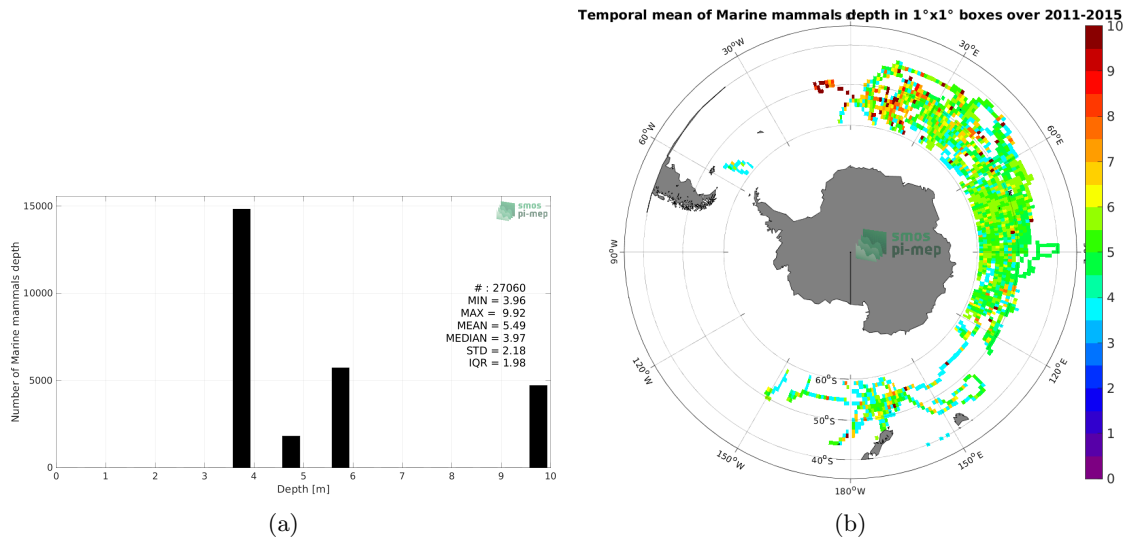 Temporal mean of Marine mammals depth in 1°x1° boxes over 2011-2015
Number of Marine mammals depth
15000
10000
5000
0
0 1 2 3 4 5 6 7 8 9 10
Depth [m]
smos
pi-mep
# : 27060
MIN = 3.96
MAX = 9.92
MEAN = 5.49
MEDIAN = 3.97
STD = 2.18
IQR = 1.98
(a)
30°W
30°E
60°W
60°E
90°W
120°W
120°E
150°W
150°E
180°W
60°S
50°S
40°S
smos
pi-mep
10
9
8
7
6
5
4
3
2
1
0
(b)